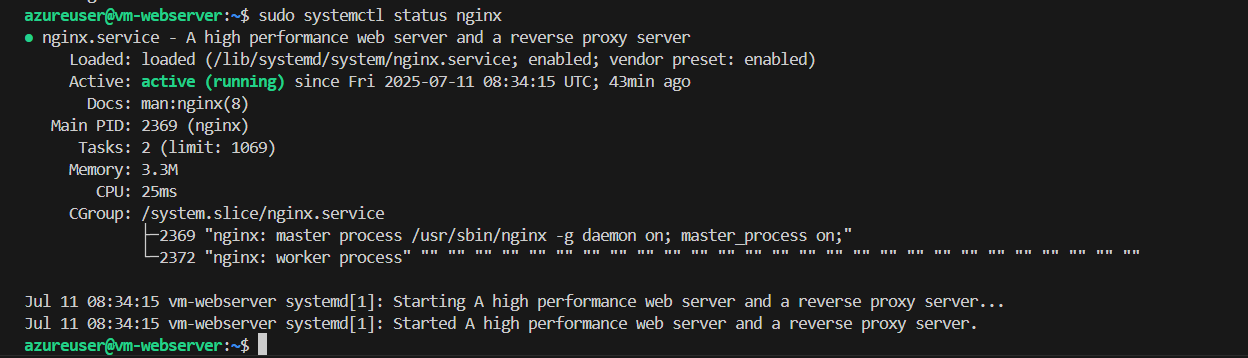 azureuser@vm-webserver:~$ sudo systemctl status nginx
● nginx.service - A high performance web server and a reverse proxy server
     Loaded: loaded (/lib/systemd/system/nginx.service; enabled; vendor preset: enabled)
     Active: active (running) since Fri 2025-07-11 08:34:15 UTC; 43min ago
       Docs: man:nginx(8)
   Main PID: 2369 (nginx)
      Tasks: 2 (limit: 1069)
     Memory: 3.3M
        CPU: 25ms
     CGroup: /system.slice/nginx.service
             ├─2369 "nginx: master process /usr/sbin/nginx -g daemon on; master_process on;"
             └─2372 "nginx: worker process" "" "" "" "" "" "" "" "" "" "" "" "" "" "" "" "" "" "" "" "" "" "" "" "" "" "" ""
Jul 11 08:34:15 vm-webserver systemd[1]: Starting A high performance web server and a reverse proxy server...
Jul 11 08:34:15 vm-webserver systemd[1]: Started A high performance web server and a reverse proxy server.
azureuser@vm-webserver:~$